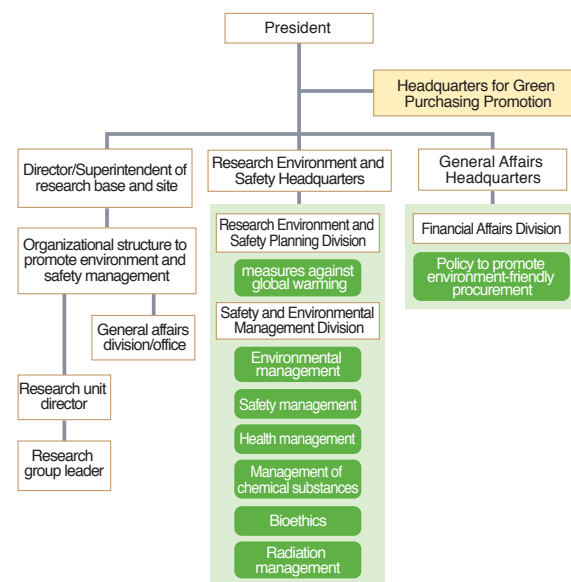 President
Headquarters for Green
Purchasing Promotion
Director/Superintendent of
research base and site
Research Environment and
Safety Headquarters
General Affairs
Headquarters
Organizational structure to
promote environment and
safety management
General affairs
division/office
Research unit
director
Research
group leader
Research Environment and
Safety Planning Division
measures against
global warming
Safety and Environmental
Management Division
Environmental
management
Safety management
Health management
Management of
chemical substances
Bioethics
Radiation
management
Financial Affairs Division
Policy to promote
environment-friendly
procurement